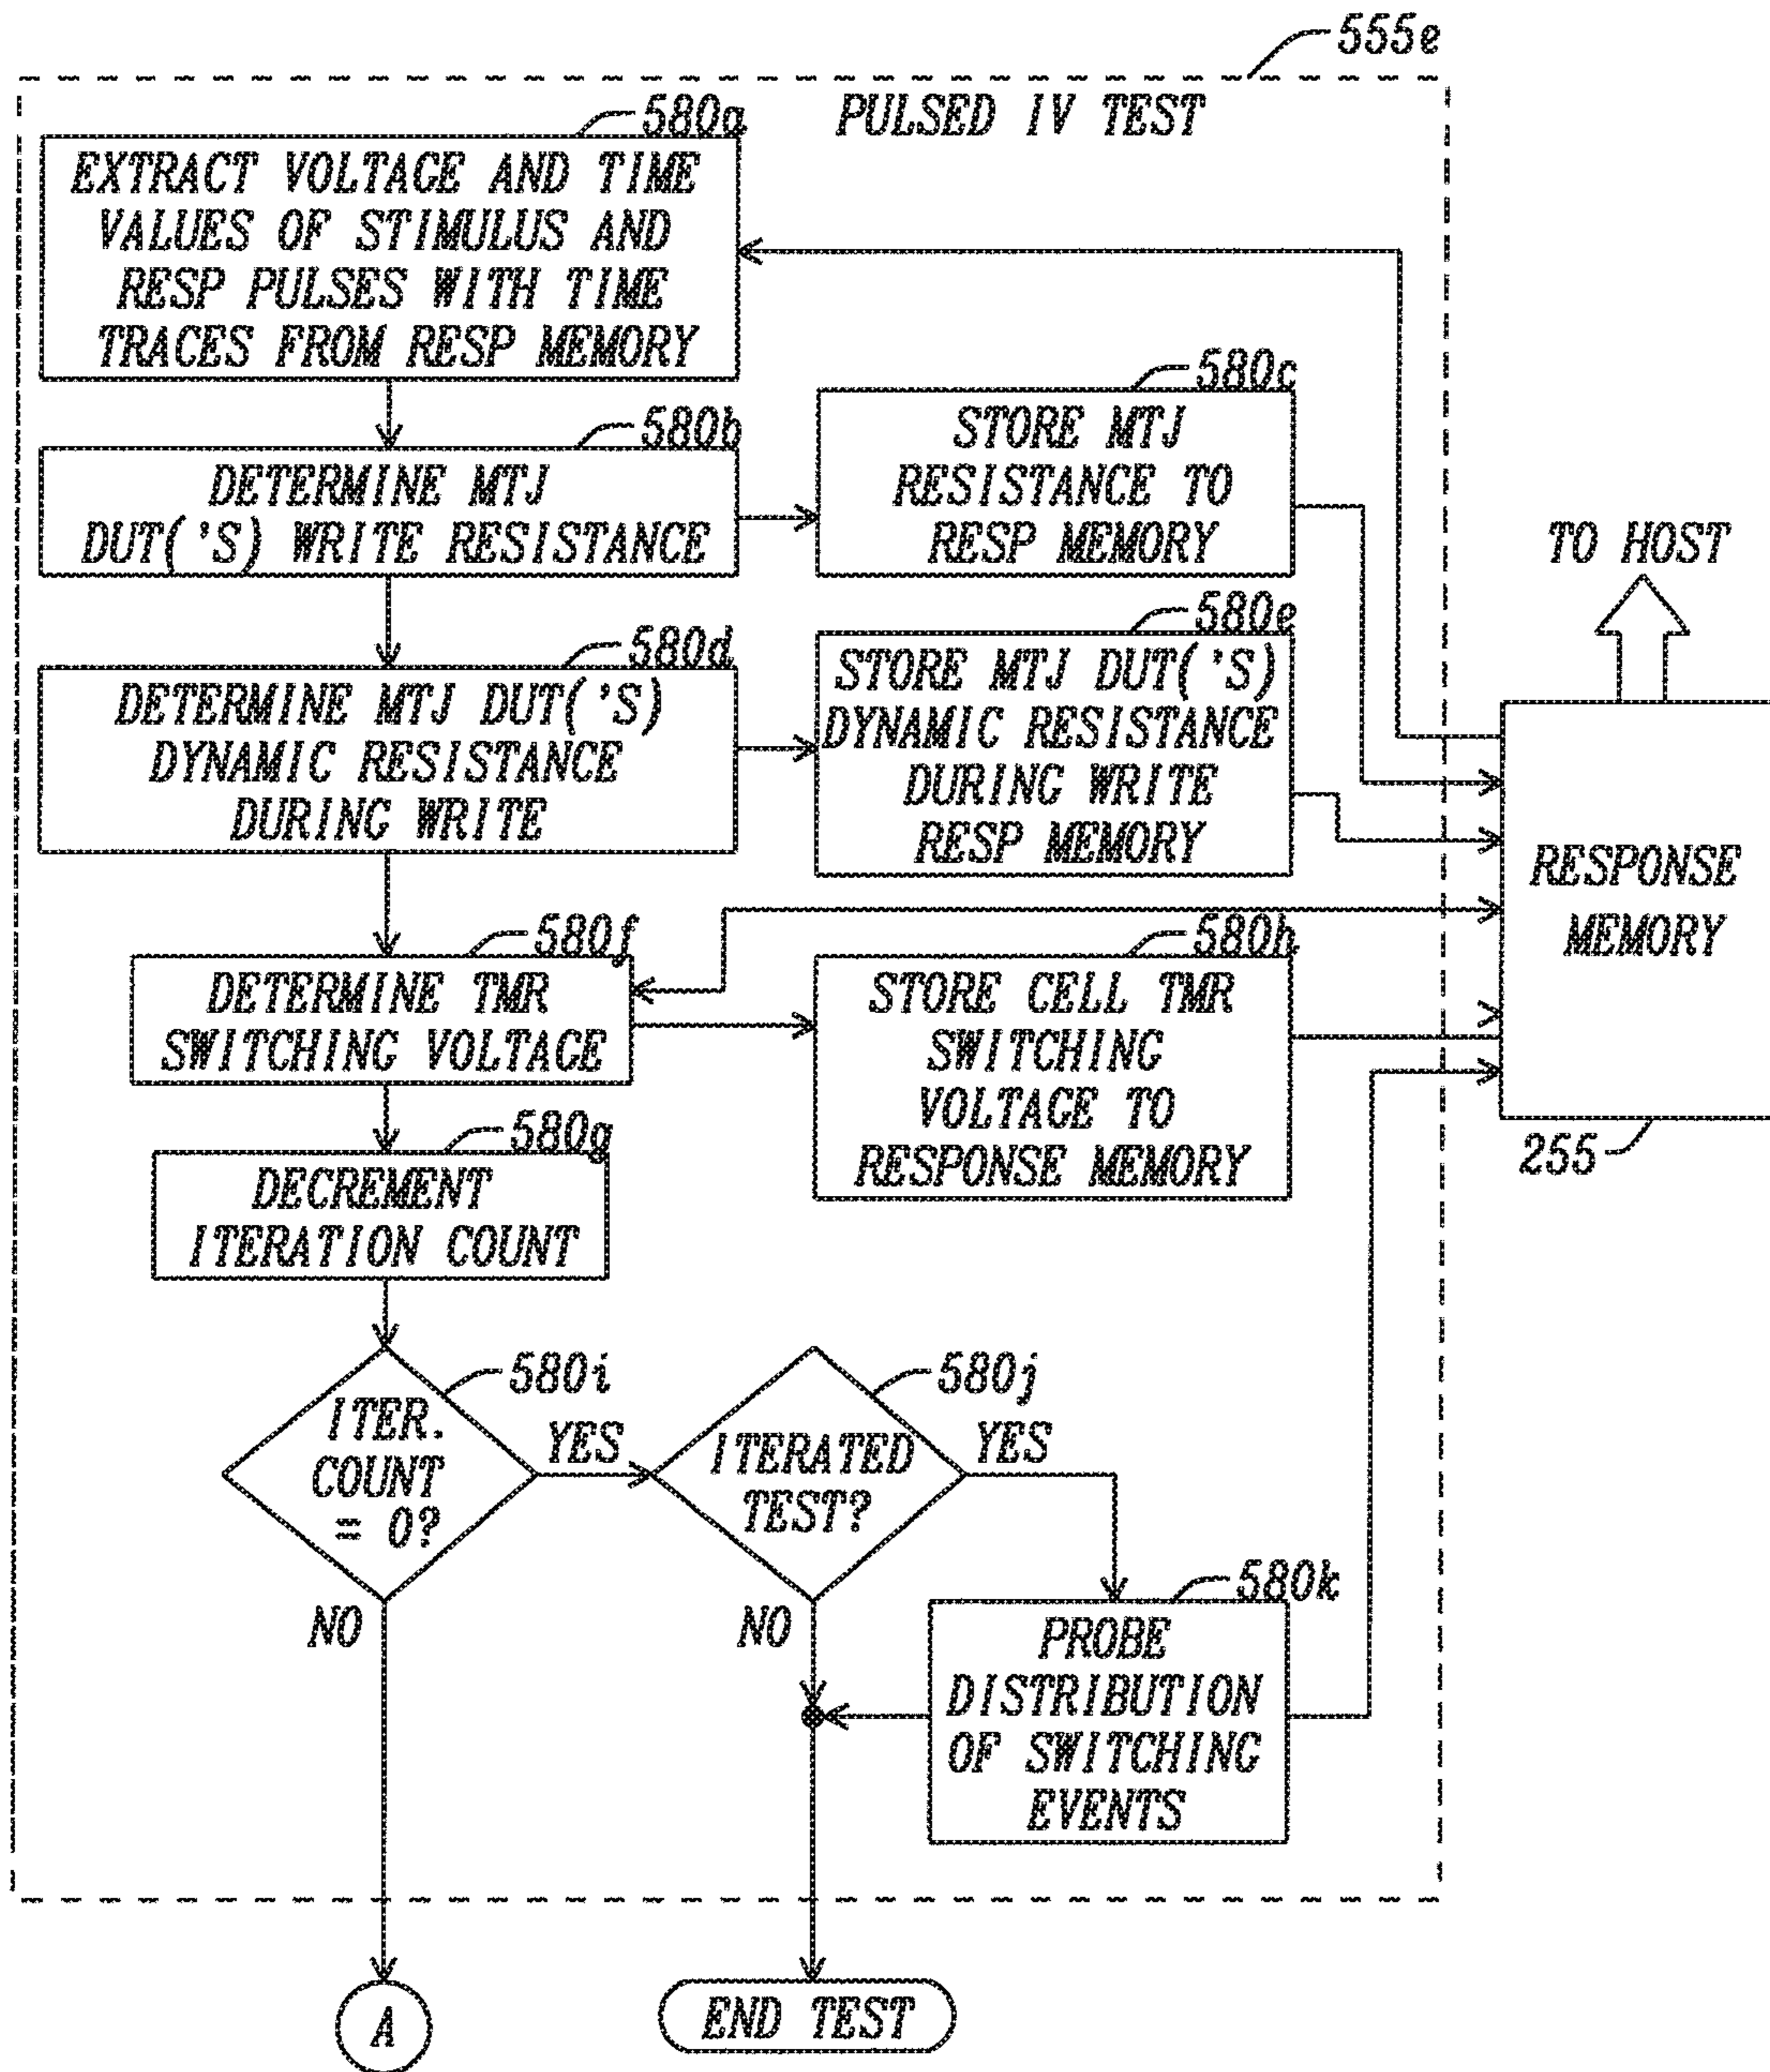 555e
PULSED IV TEST
580a
EXTRACT VOLTAGE AND TIME
VALUES OF STIMULUS AND
RESP PULSES WITH TIME
TRACES FROM RESP MEMORY
580b
DETERMINE MTJ
DUT('S) WRITE RESISTANCE
580c
STORE MTJ
RESISTANCE TO
RESP MEMORY
TO HOST
580d
DETERMINE MTJ DUT('S)
DYNAMIC RESISTANCE
DURING WRITE
580e
STORE MTJ DUT('S)
DYNAMIC RESISTANCE
DURING WRITE
RESP MEMORY
RESPONSE
MEMORY
255
580f
DETERMINE TMR
SWITCHING VOLTAGE
580h
STORE CELL TMR
SWITCHING
VOLTAGE TO
RESPONSE MEMORY
580g
DECREMENT
ITERATION COUNT
580i
ITER.
COUNT
= 0?
YES
NO
580j
ITERATED
TEST?
YES
NO
580k
PROBE
DISTRIBUTION
OF SWITCHING
EVENTS
A
END TEST